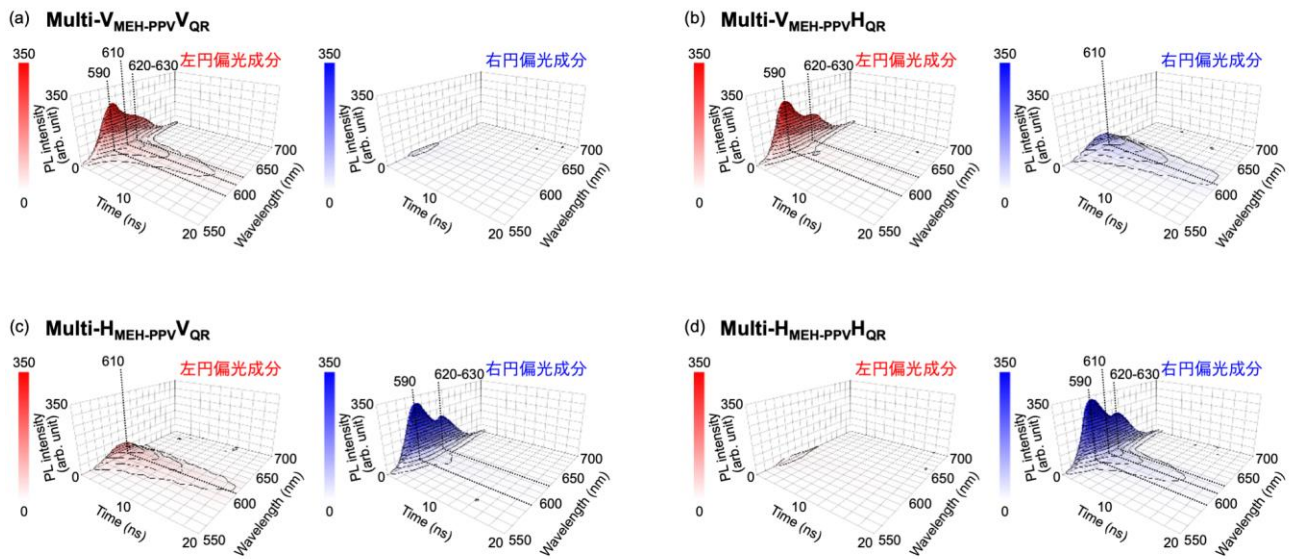 (a) Multi-V_MEH-PPVV_QR
350
0
左円偏光成分
590
610
620-630
350
0
PL intensity
(arb. unit)
Time (ns)
10
20
550
600
650
700
Wavelength (nm)
350
0
右円偏光成分
350
0
PL intensity
(arb. unit)
Time (ns)
10
20
550
600
650
700
Wavelength (nm)
(b) Multi-V_MEH-PPVH_QR
350
0
左円偏光成分
590
620-630
350
0
PL intensity
(arb. unit)
Time (ns)
10
20
550
600
650
700
Wavelength (nm)
350
0
右円偏光成分
610
350
0
PL intensity
(arb. unit)
Time (ns)
10
20
550
600
650
700
Wavelength (nm)
(c) Multi-H_MEH-PPVV_QR
350
0
左円偏光成分
610
350
0
PL intensity
(arb. unit)
Time (ns)
10
20
550
600
650
700
Wavelength (nm)
350
0
右円偏光成分
590
620-630
350
0
PL intensity
(arb. unit)
Time (ns)
10
20
550
600
650
700
Wavelength (nm)
(d) Multi-H_MEH-PPVH_QR
350
0
左円偏光成分
350
0
PL intensity
(arb. unit)
Time (ns)
10
20
550
600
650
700
Wavelength (nm)
350
0
右円偏光成分
590
610
620-630
350
0
PL intensity
(arb. unit)
Time (ns)
10
20
550
600
650
700
Wavelength (nm)